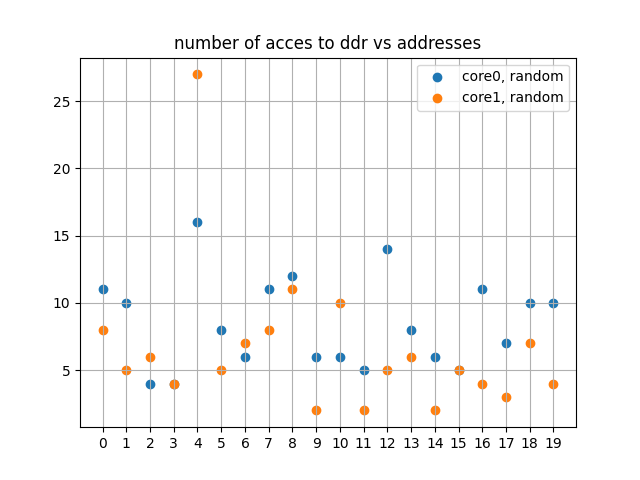 number of acces to ddr vs addresses
core0, random
core1, random
25
20
15
10
5
0 1 2 3 4 5 6 7 8 9 10 11 12 13 14 15 16 17 18 19